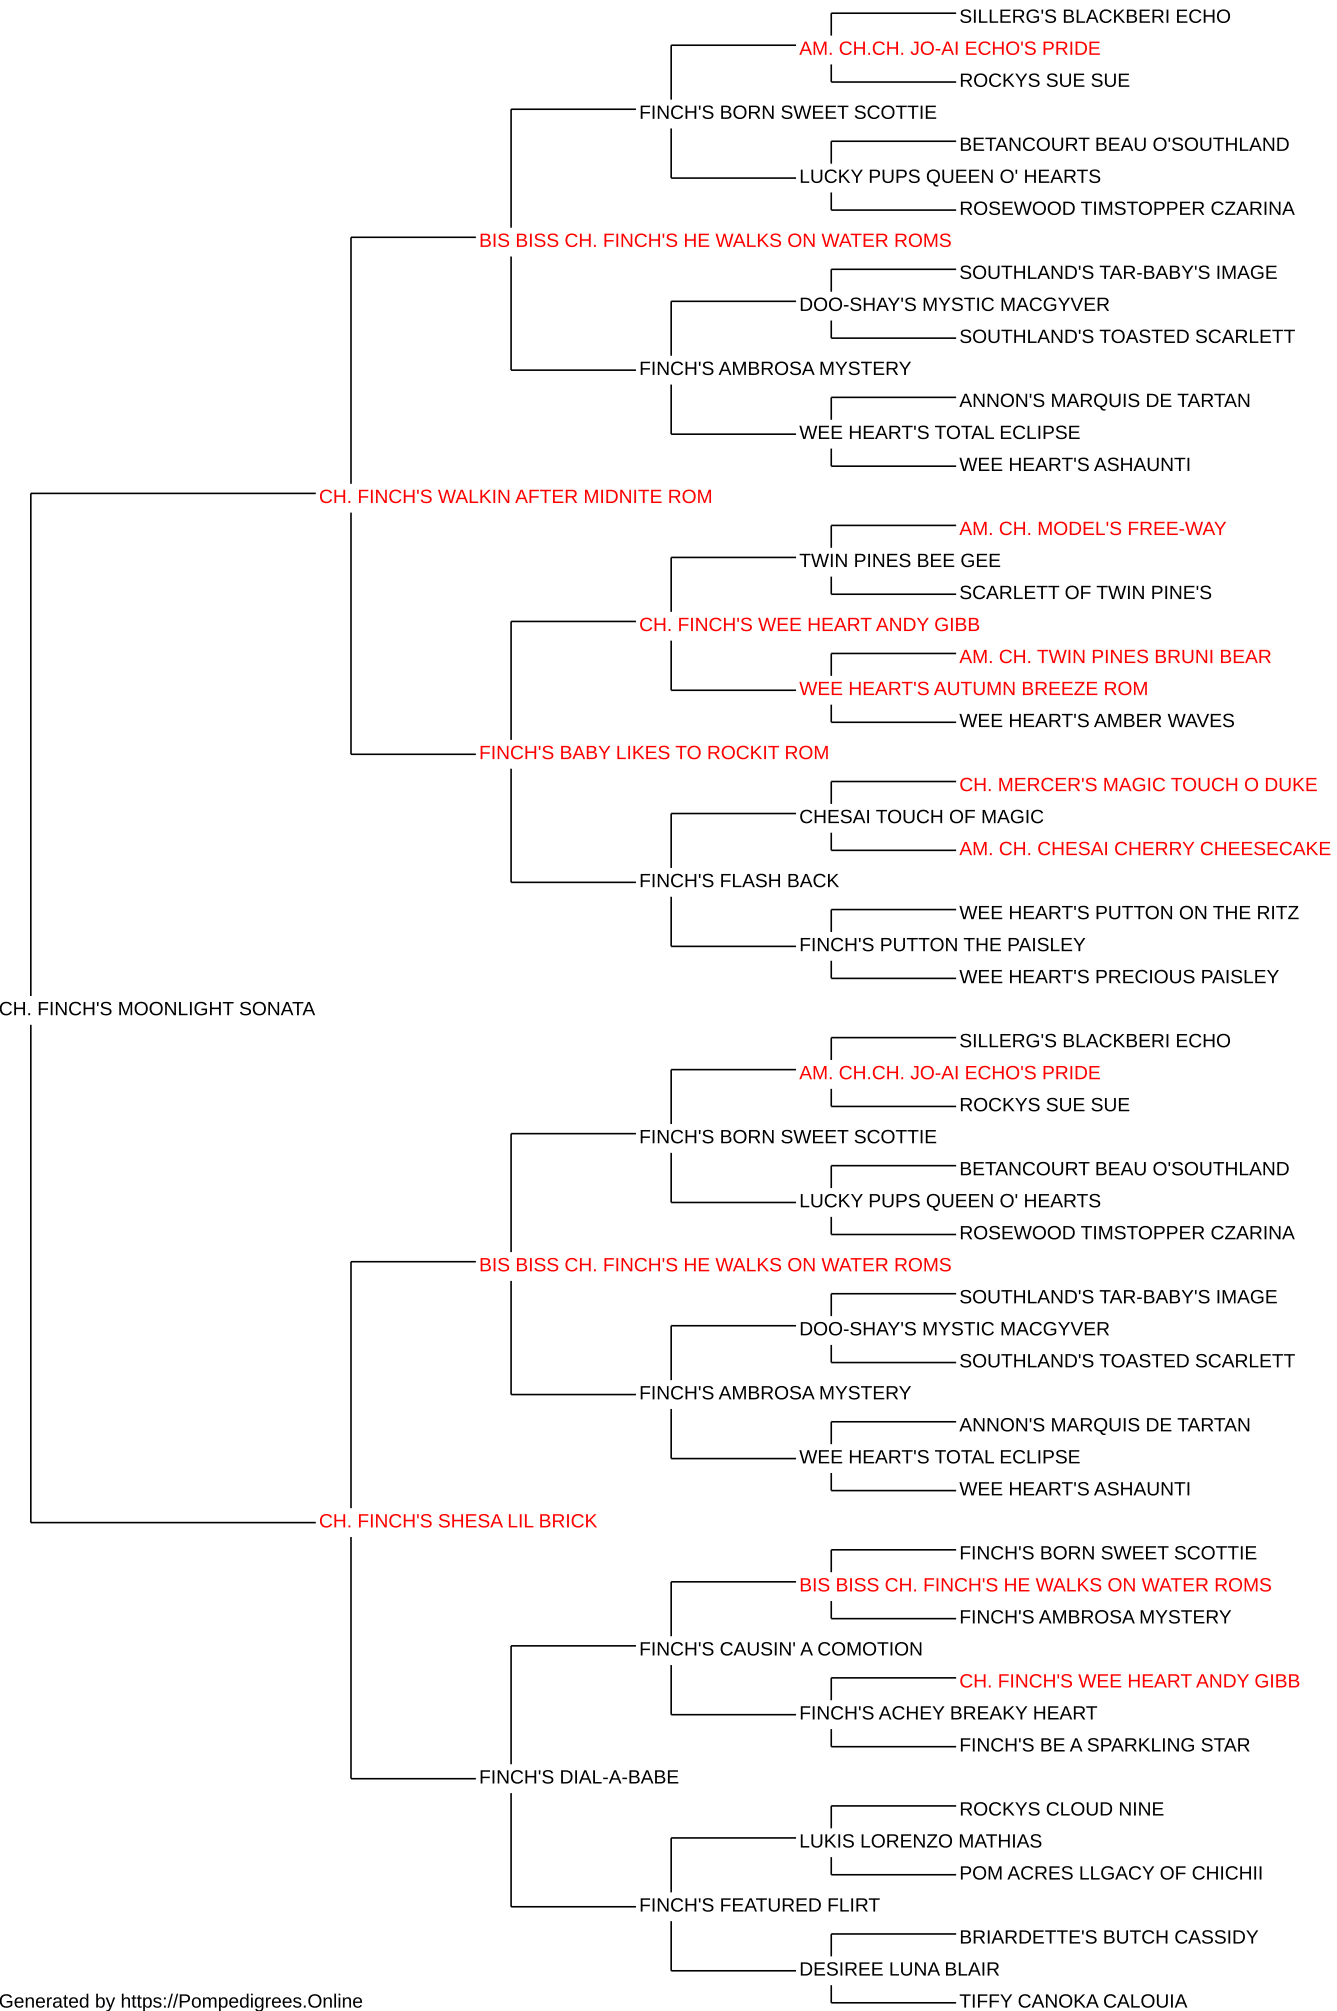 SILLERG'S BLACKBERI ECHO
AM. CH.CH. JO-AI ECHO'S PRIDE
ROCKYS SUE SUE
FINCH'S BORN SWEET SCOTTIE
BETANCOURT BEAU O'SOUTHLAND
LUCKY PUPS QUEEN O' HEARTS
ROSEWOOD TIMSTOPPER CZARINA
BIS BISS CH. FINCH'S HE WALKS ON WATER ROMS
SOUTHLAND'S TAR-BABY'S IMAGE
DOO-SHAY'S MYSTIC MACGYVER
SOUTHLAND'S TOASTED SCARLETT
FINCH'S AMBROSA MYSTERY
ANNON'S MARQUIS DE TARTAN
WEE HEART'S TOTAL ECLIPSE
WEE HEART'S ASHAUNTI
CH. FINCH'S WALKIN AFTER MIDNITE ROM
AM. CH. MODEL'S FREE-WAY
TWIN PINES BEE GEE
SCARLETT OF TWIN PINE'S
CH. FINCH'S WEE HEART ANDY GIBB
AM. CH. TWIN PINES BRUNI BEAR
WEE HEART'S AUTUMN BREEZE ROM
WEE HEART'S AMBER WAVES
FINCH'S BABY LIKES TO ROCKIT ROM
CH. MERCER'S MAGIC TOUCH O DUKE
CHESAI TOUCH OF MAGIC
AM. CH. CHESAI CHERRY CHEESECAKE
FINCH'S FLASH BACK
WEE HEART'S PUTTON ON THE RITZ
FINCH'S PUTTON THE PAISLEY
WEE HEART'S PRECIOUS PAISLEY
CH. FINCH'S MOONLIGHT SONATA
SILLERG'S BLACKBERI ECHO
AM. CH.CH. JO-AI ECHO'S PRIDE
ROCKYS SUE SUE
FINCH'S BORN SWEET SCOTTIE
BETANCOURT BEAU O'SOUTHLAND
LUCKY PUPS QUEEN O' HEARTS
ROSEWOOD TIMSTOPPER CZARINA
BIS BISS CH. FINCH'S HE WALKS ON WATER ROMS
SOUTHLAND'S TAR-BABY'S IMAGE
DOO-SHAY'S MYSTIC MACGYVER
SOUTHLAND'S TOASTED SCARLETT
FINCH'S AMBROSA MYSTERY
ANNON'S MARQUIS DE TARTAN
WEE HEART'S TOTAL ECLIPSE
WEE HEART'S ASHAUNTI
CH. FINCH'S SHESA LIL BRICK
FINCH'S BORN SWEET SCOTTIE
BIS BISS CH. FINCH'S HE WALKS ON WATER ROMS
FINCH'S AMBROSA MYSTERY
FINCH'S CAUSIN' A COMOTION
CH. FINCH'S WEE HEART ANDY GIBB
FINCH'S ACHEY BREAKY HEART
FINCH'S BE A SPARKLING STAR
FINCH'S DIAL-A-BABE
ROCKYS CLOUD NINE
LUKIS LORENZO MATHIAS
POM ACRES LLGACY OF CHICHII
FINCH'S FEATURED FLIRT
BRIARDETTE'S BUTCH CASSIDY
DESIREE LUNA BLAIR
TIFFY CANOKA CALOUIA
Generated by https://Pompedigrees.Online